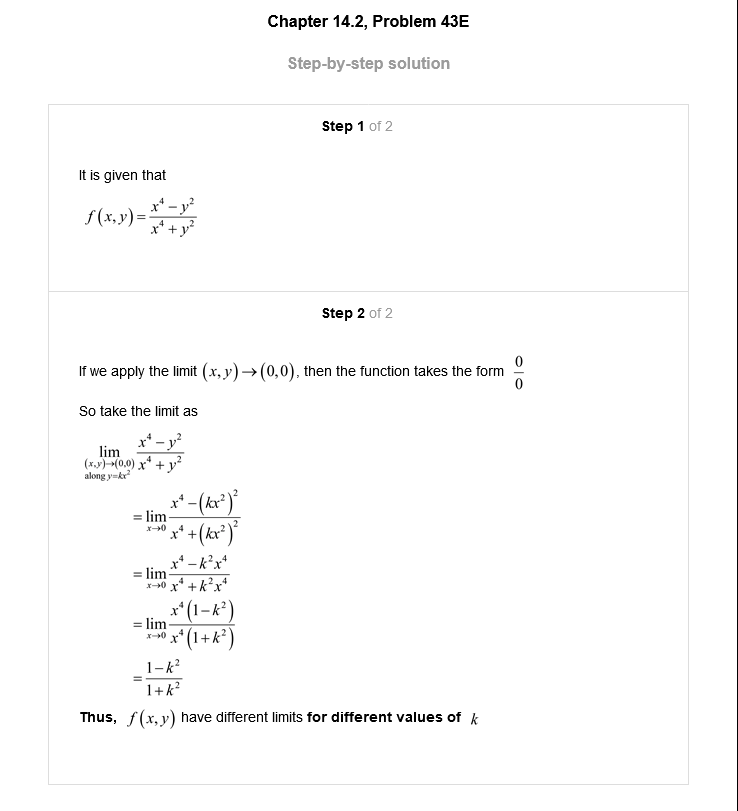 Chapter 14.2, Problem 43E
Step-by-step solution
Step 1 of 2
It is given that
f(x,y)=\frac{x^4-y^2}{x^4+y^2}
Step 2 of 2
If we apply the limit (x,y)→(0,0), then the function takes the form \frac{0}{0}
So take the limit as
\lim_{\substack{(x,y)→(0,0)\\ \text{along } y=kx^2}} \frac{x^4-y^2}{x^4+y^2}
=\lim_{x→0} \frac{x^4-(kx^2)^2}{x^4+(kx^2)^2}
=\lim_{x→0} \frac{x^4-k^2x^4}{x^4+k^2x^4}
=\lim_{x→0} \frac{x^4(1-k^2)}{x^4(1+k^2)}
=\frac{1-k^2}{1+k^2}
Thus, f(x,y) have different limits for different values of k